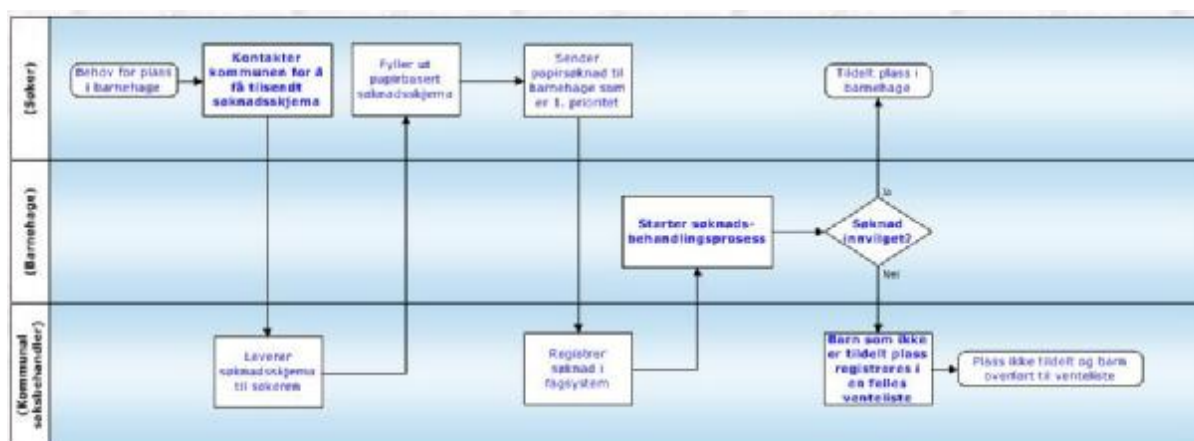 (Søker)
Behov for plass
i barnehage
Kontakter
kommunen for å
få tilsendt
søknadsskjema
Fyller ut
papirbasert
søknadsskjema
Sender
papirsøknad til
barnehage som
er 1. prioritet
Tildelt plass i
barnehage
(Barnehage)
Starter søknads-
behandlingsprosess
Søknad
innvilget?
Ja
Nei
(Kommunal
saksbehandler)
Leverer
søknadsskjema
til søkeren
Registrer
søknad i
fagsystem
Barn som ikke
er tildelt plass
registreres i
en felles
venteliste
Plass ikke tildelt og barn
overført til venteliste